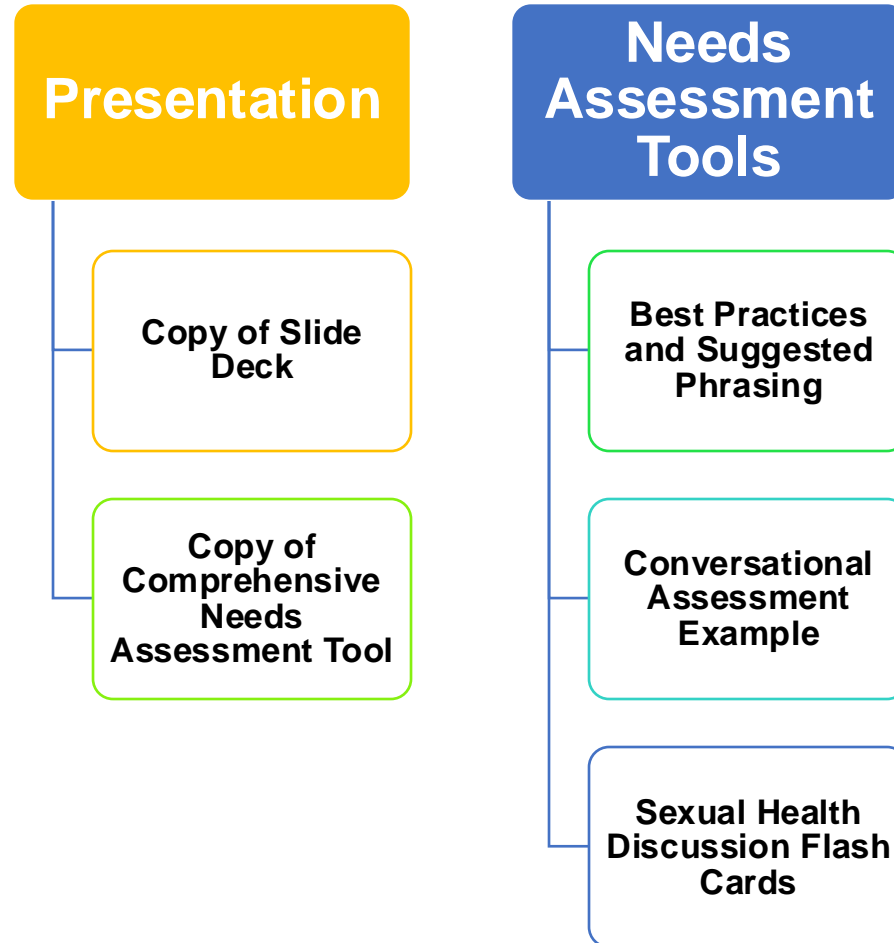 Presentation
Copy of Slide
Deck
Copy of
Comprehensive
Needs
Assessment Tool
Needs
Assessment
Tools
Best Practices
and Suggested
Phrasing
Conversational
Assessment
Example
Sexual Health
Discussion Flash
Cards